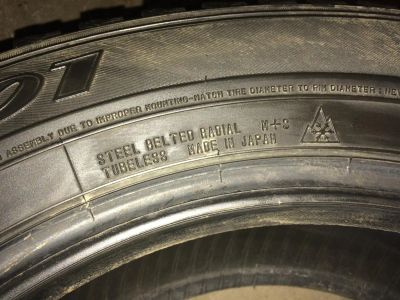 01
ASSEMBLY DUE TO IMPROPER MOUNTING-MATCH TIRE DIAMETER TO RIM DIAMETER; NE
STEEL BELTED RADIAL M+S
TUBELESS MADE IN JAPAN